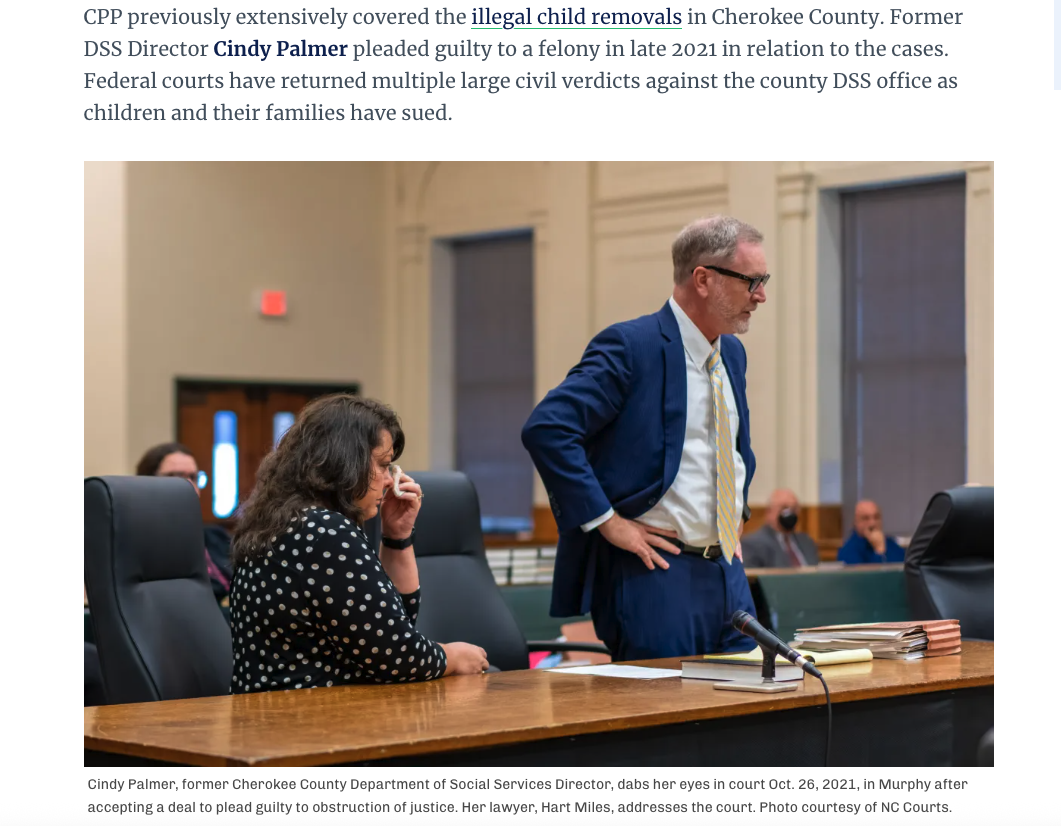 CPP previously extensively covered the illegal child removals in Cherokee County. Former
DSS Director Cindy Palmer pleaded guilty to a felony in late 2021 in relation to the cases.
Federal courts have returned multiple large civil verdicts against the county DSS office as
children and their families have sued.
Cindy Palmer, former Cherokee County Department of Social Services Director, dabs her eyes in court Oct. 26, 2021, in Murphy after
accepting a deal to plead guilty to obstruction of justice. Her lawyer, Hart Miles, addresses the court. Photo courtesy of NC Courts.